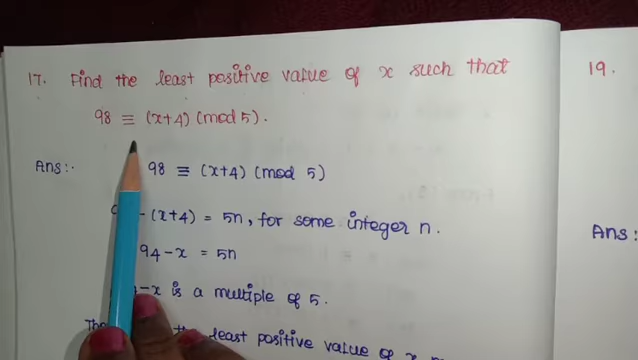 17. Find the least positive value of x such that
98 ≡ (x+4) (mod 5).
Ans:- 98 ≡ (x+4) (mod 5)
- (x+4) = 5n, for some integer n.
94-x = 5n
-x is a multiple of 5.
least positive value of x
19.
Ans: